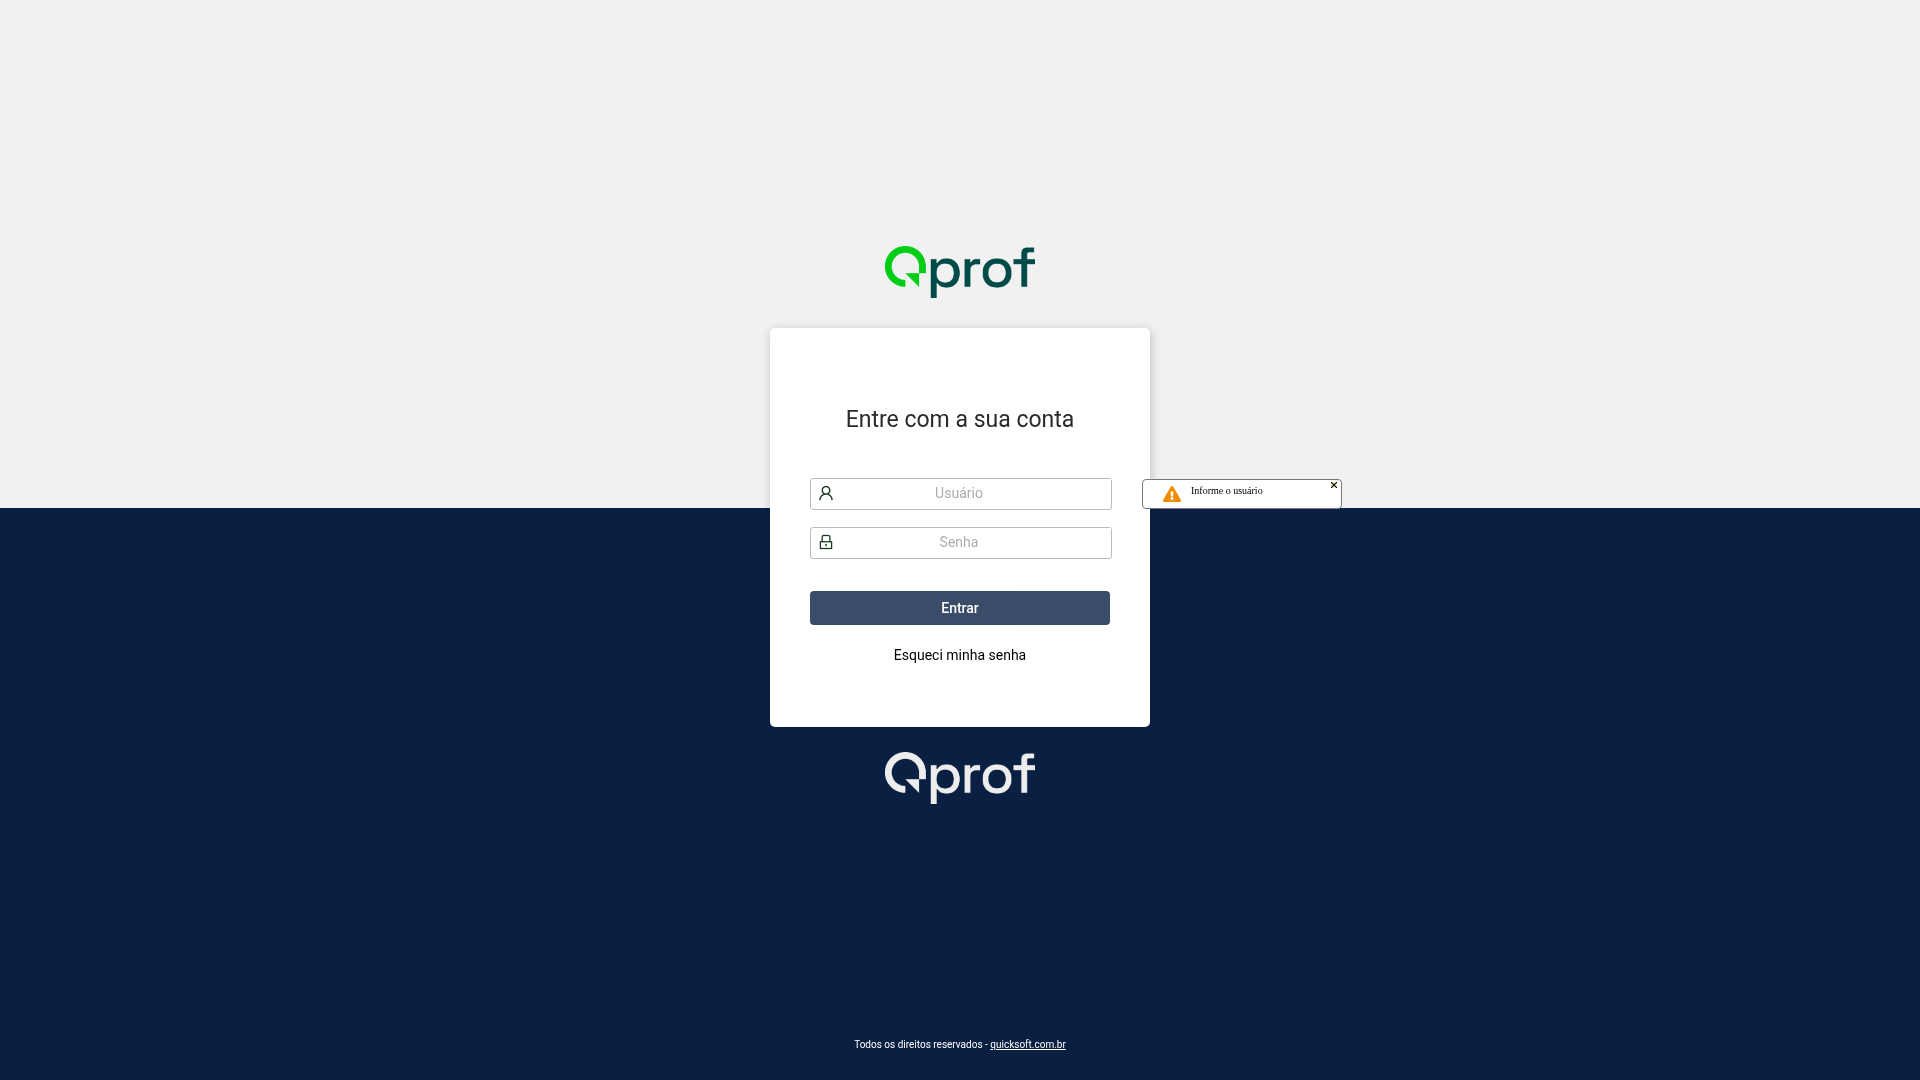 Qprof
Entre com a sua conta
Usuário
Informe o usuário
Senha
Entrar
Esqueci minha senha
Qprof
Todos os direitos reservados - quicksoft.com.br